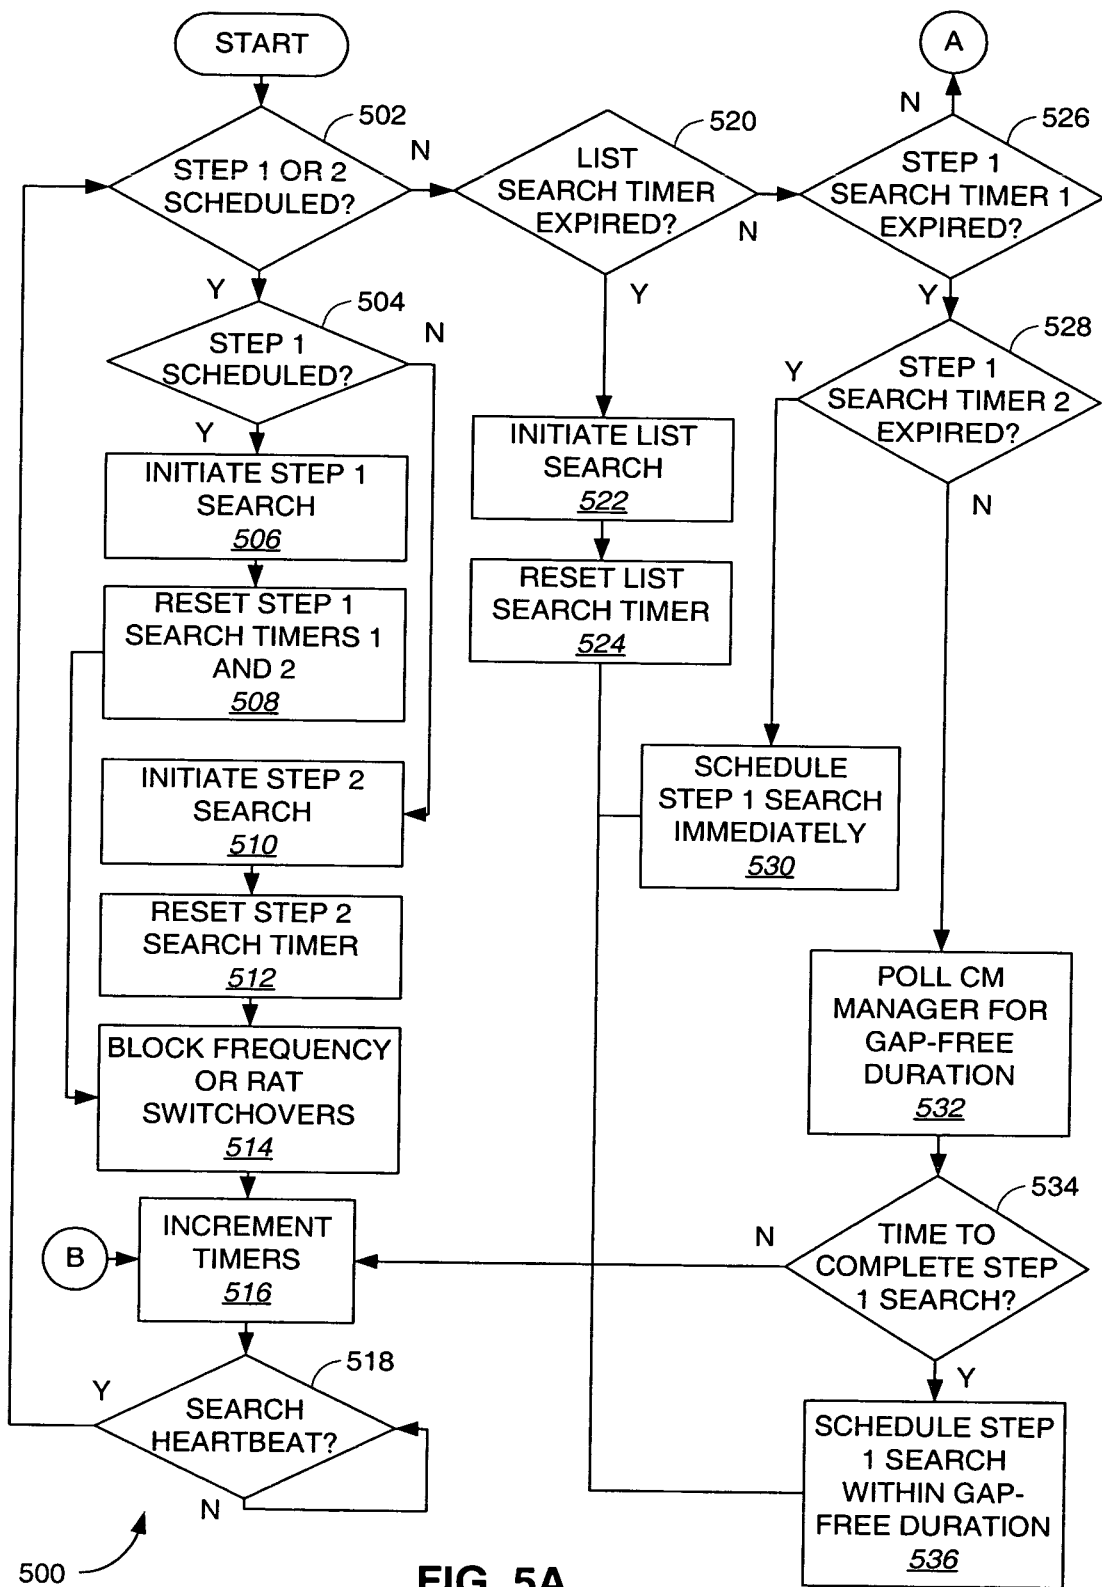 START
A
502
N
520
N
526
STEP 1 OR 2
SCHEDULED?
LIST
SEARCH TIMER
EXPIRED?
STEP 1
SEARCH TIMER 1
EXPIRED?
N
Y
504
N
Y
Y
528
STEP 1
SCHEDULED?
Y
STEP 1
SEARCH TIMER 2
EXPIRED?
Y
N
INITIATE STEP 1
SEARCH
506
INITIATE LIST
SEARCH
522
RESET STEP 1
SEARCH TIMERS 1
AND 2
508
RESET LIST
SEARCH TIMER
524
INITIATE STEP 2
SEARCH
510
SCHEDULE
STEP 1 SEARCH
IMMEDIATELY
530
RESET STEP 2
SEARCH TIMER
512
POLL CM
MANAGER FOR
GAP-FREE
DURATION
532
BLOCK FREQUENCY
OR RAT
SWITCHOVERS
514
534
B
INCREMENT
TIMERS
516
N
TIME TO
COMPLETE STEP
1 SEARCH?
518
Y
Y
SEARCH
HEARTBEAT?
N
SCHEDULE STEP
1 SEARCH
WITHIN GAP-
FREE DURATION
536
500
FIG. 5A